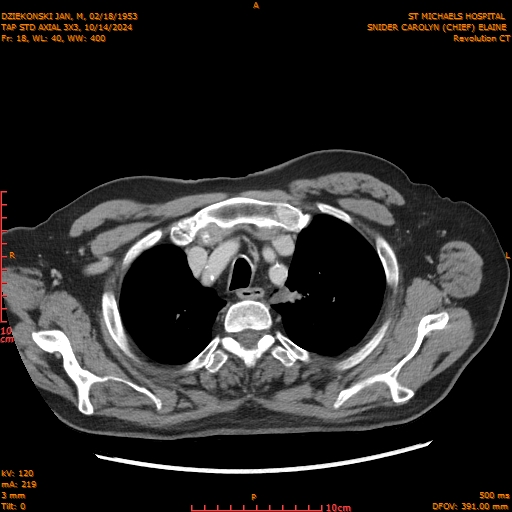 DZIEKONSKI JAN, M, 02/18/1953
TAP STD AXIAL 3X3, 10/14/2024
Fr: 18, WL: 40, WW: 400
A
ST MICHAELS HOSPITAL
SNIDER CAROLYN (CHIEF) ELAINE
Revolution CT
R
L
10
cm
kV: 120
mA: 219
3 mm
Tilt: 0
P
10cm
500 ms
DFOV: 391.00 mm